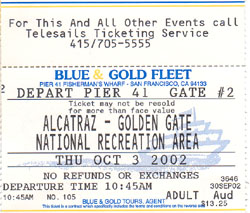 For This And All Other Events call
Telesails Ticketing Service
415/705-5555
BLUE & GOLD FLEET
PIER 41 FISHERMAN'S WHARF - SAN FRANCISCO, CA 94133
DEPART PIER 41 GATE #2
Ticket may not be resold
for more than face value
ALCATRAZ - GOLDEN GATE
NATIONAL RECREATION AREA
THU OCT 3 2002
NO REFUNDS OR EXCHANGES
3646
30SEP02
DEPARTURE TIME 10:45AM
ADULT Aud
10:45AM NO. 105
$13.25
BLUE & GOLD TOURS, AGENT